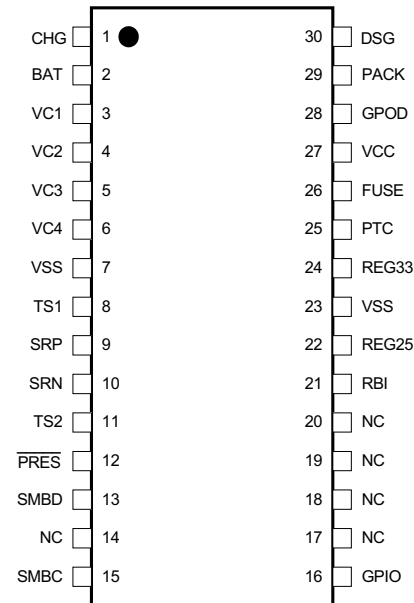 CHG 1 30 DSG
BAT 2 29 PACK
VC1 3 28 GPOD
VC2 4 27 VCC
VC3 5 26 FUSE
VC4 6 25 PTC
VSS 7 24 REG33
TS1 8 23 VSS
SRP 9 22 REG25
SRN 10 21 RBI
TS2 11 20 NC
PRES 12 19 NC
SMBD 13 18 NC
NC 14 17 NC
SMBC 15 16 GPIO